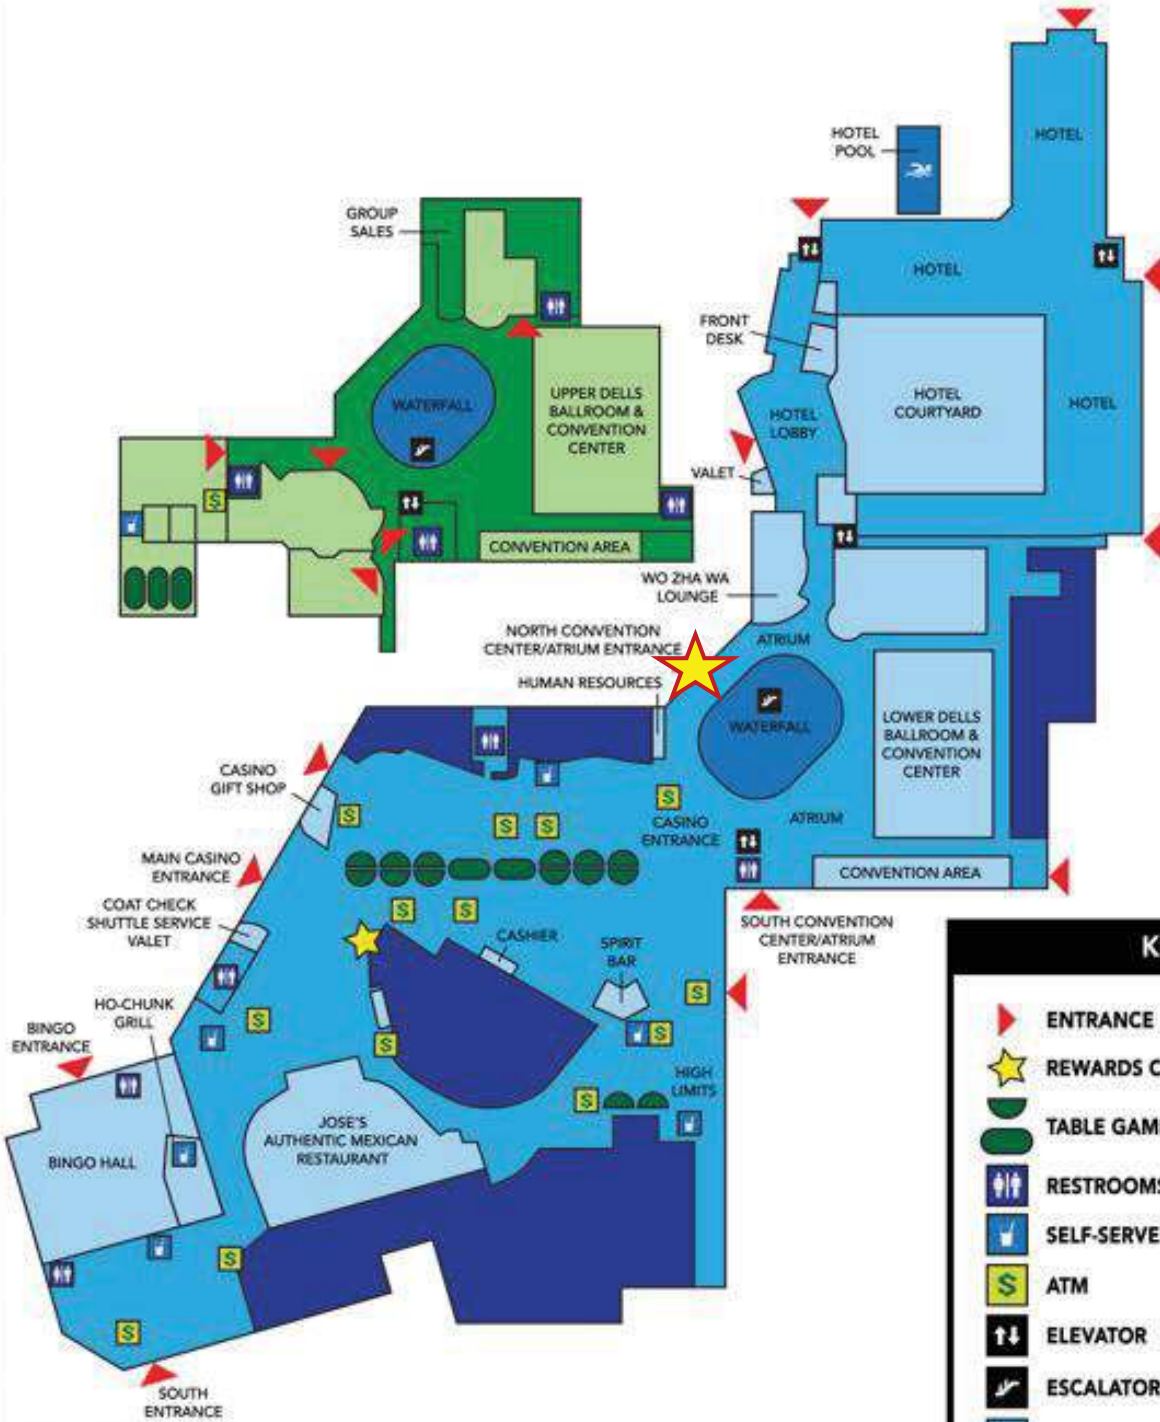 HOTEL
POOL
HOTEL
GROUP
SALES
HOTEL
FRONT
DESK
WATERFALL
UPPER DELLS
BALLROOM &
CONVENTION
CENTER
HOTEL
LOBBY
HOTEL
COURTYARD
HOTEL
VALET
$
CONVENTION AREA
WO ZHA WA
LOUNGE
NORTH CONVENTION
CENTER/ATRIUM ENTRANCE
ATRIUM
HUMAN RESOURCES
WATERFALL
LOWER DELLS
BALLROOM &
CONVENTION
CENTER
CASINO
GIFT SHOP
$
$
$
$
CASINO
ENTRANCE
ATRIUM
MAIN CASINO
ENTRANCE
CONVENTION AREA
COAT CHECK
SHUTTLE SERVICE
VALET
$
$
CASHIER
SPIRIT
BAR
SOUTH CONVENTION
CENTER/ATRIUM
ENTRANCE
HO-CHUNK
GRILL
BINGO
ENTRANCE
$
$
$
$
HIGH
LIMITS
$
JOSE'S
AUTHENTIC MEXICAN
RESTAURANT
BINGO HALL
$
$
SOUTH
ENTRANCE
K
ENTRANCE
REWARDS C
TABLE GAM
RESTROOMS
SELF-SERVE
$ ATM
ELEVATOR
ESCALATOR